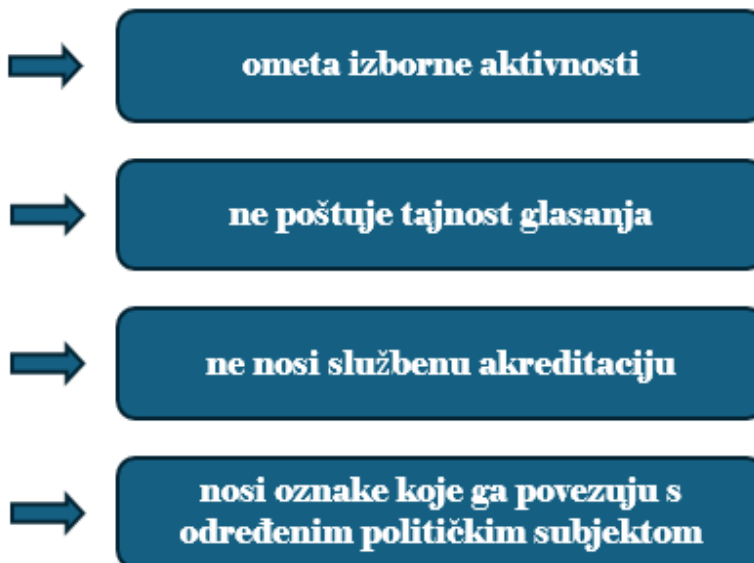 ometa izborne aktivnosti
ne poštuje tajnost glasanja
ne nosi službenu akreditaciju
nosi oznake koje ga povezuju s
određenim političkim subjektom